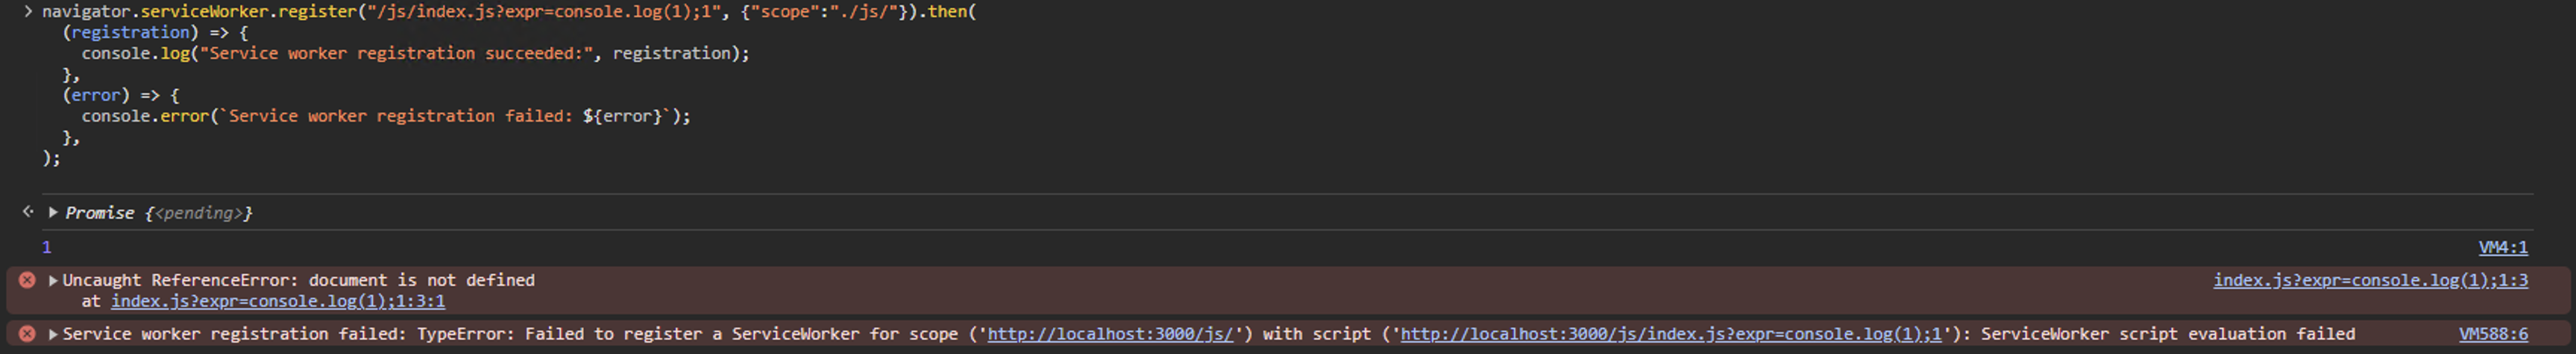 > navigator.serviceWorker.register("/js/index.js?expr=console.log(1);1", {"scope":"./js/"}).then(
(registration) => {
console.log("Service worker registration succeeded:", registration);
},
(error) => {
console.error(`Service worker registration failed: ${error}`);
},
);
Promise {<pending>}
1 VM4:1
Uncaught ReferenceError: document is not defined index.js?expr=console.log(1);1:3
at index.js?expr=console.log(1);1:3:1
Service worker registration failed: TypeError: Failed to register a ServiceWorker for scope ('http://localhost:3000/js/') with script ('http://localhost:3000/js/index.js?expr=console.log(1);1'): ServiceWorker script evaluation failed VM588:6